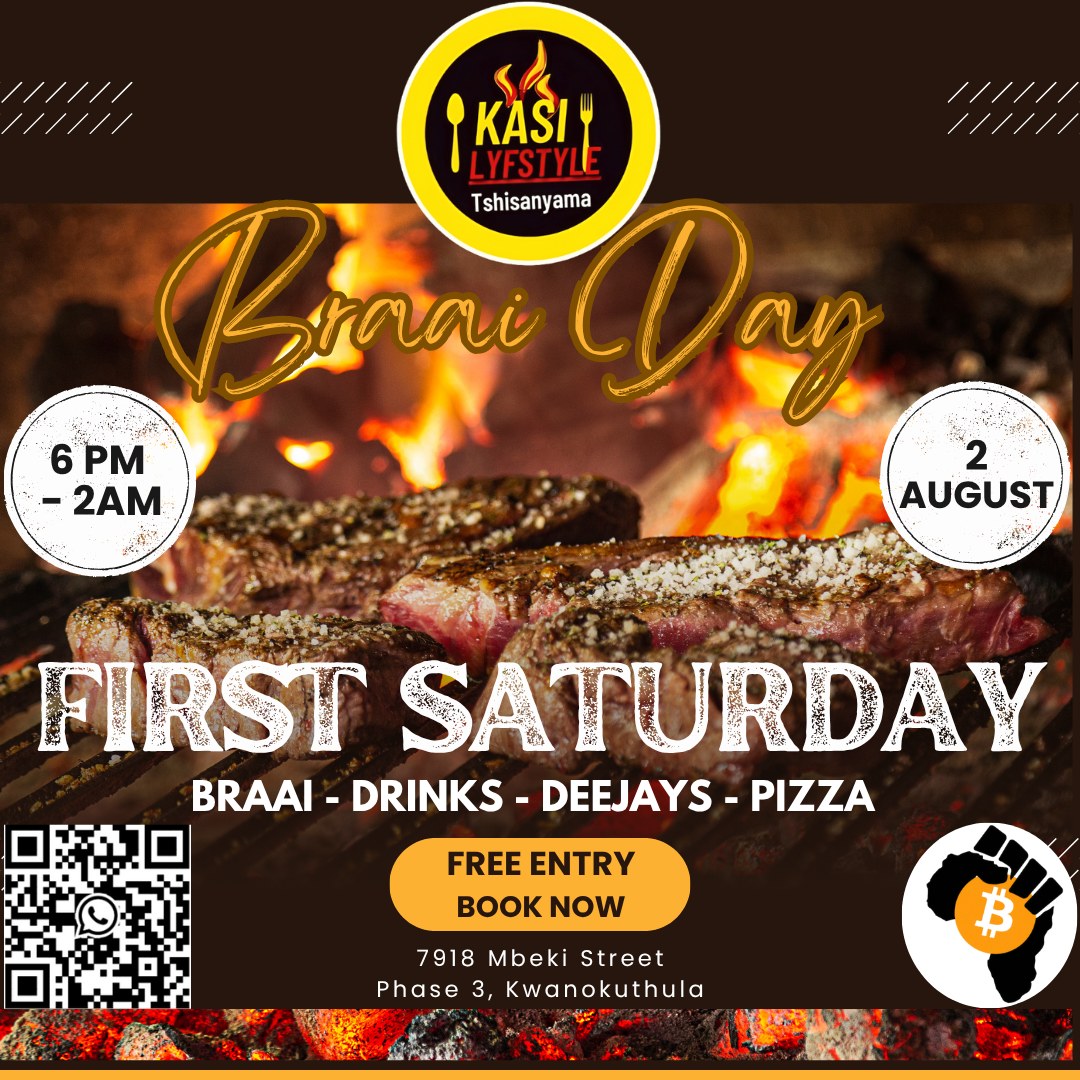 KASI
LYFSTYLE
Tshisanyama
Braai Day
6 PM
- 2AM
2
AUGUST
FIRST SATURDAY
BRAAI - DRINKS - DEEJAYS - PIZZA
FREE ENTRY
BOOK NOW
7918 Mbeki Street
Phase 3, Kwanokuthula